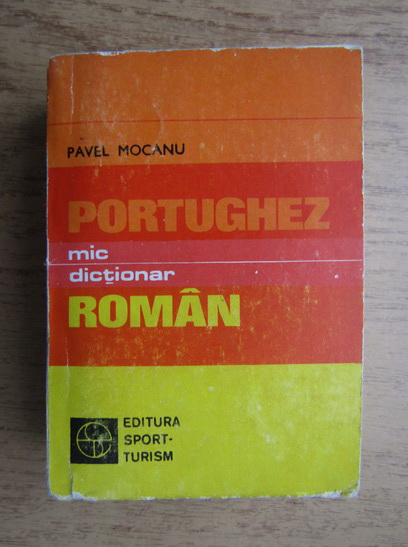 PAVEL MOCANU
PORTUGHEZ
mic
dicționar
ROMÂN
EDITURA
SPORT-
TURISM